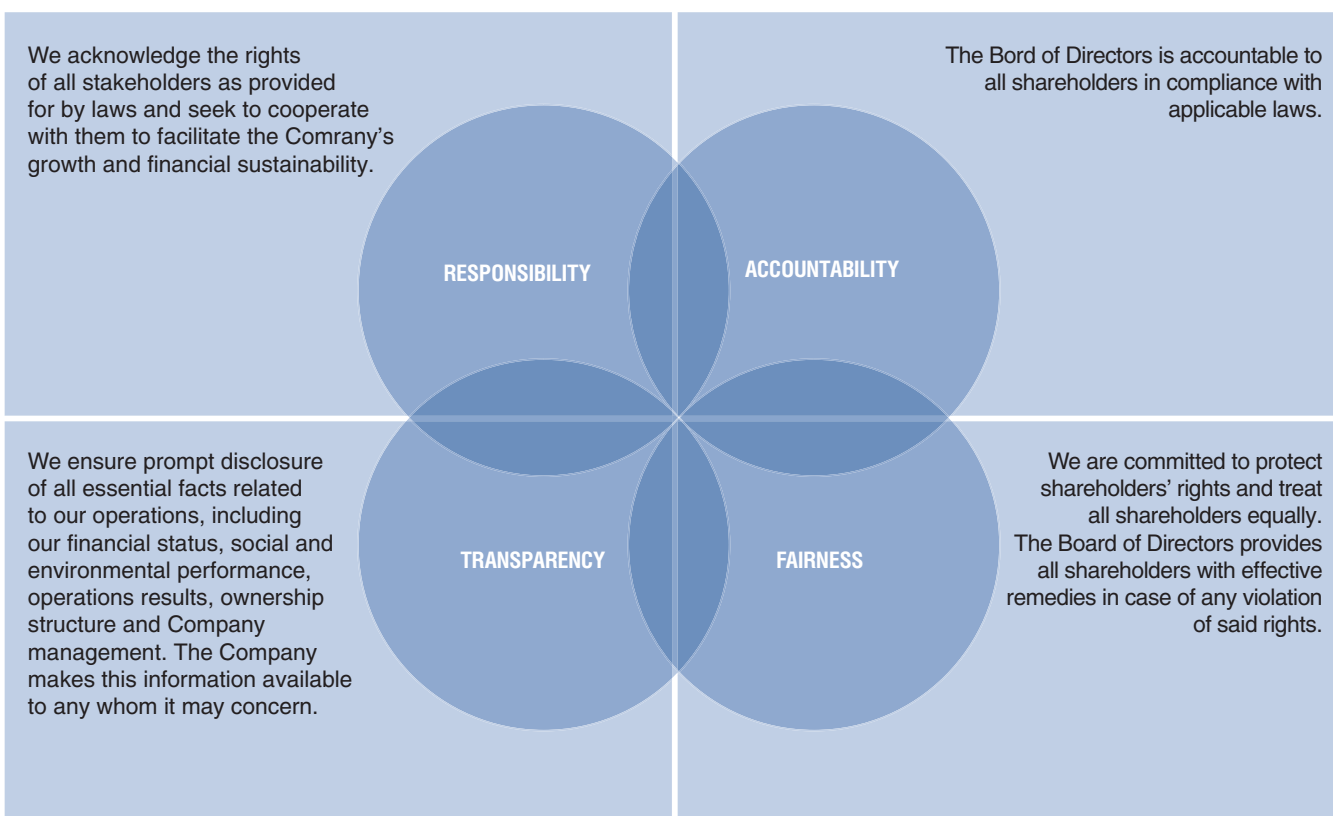 We acknowledge the rights
of all stakeholders as provided
for by laws and seek to cooperate
with them to facilitate the Comrany’s
growth and financial sustainability.
The Bord of Directors is accountable to
all shareholders in compliance with
applicable laws.
RESPONSIBILITY
ACCOUNTABILITY
We ensure prompt disclosure
of all essential facts related
to our operations, including
our financial status, social and
environmental performance,
operations results, ownership
structure and Company
management. The Company
makes this information available
to any whom it may concern.
TRANSPARENCY
FAIRNESS
We are committed to protect
shareholders’ rights and treat
all shareholders equally.
The Board of Directors provides
all shareholders with effective
remedies in case of any violation
of said rights.